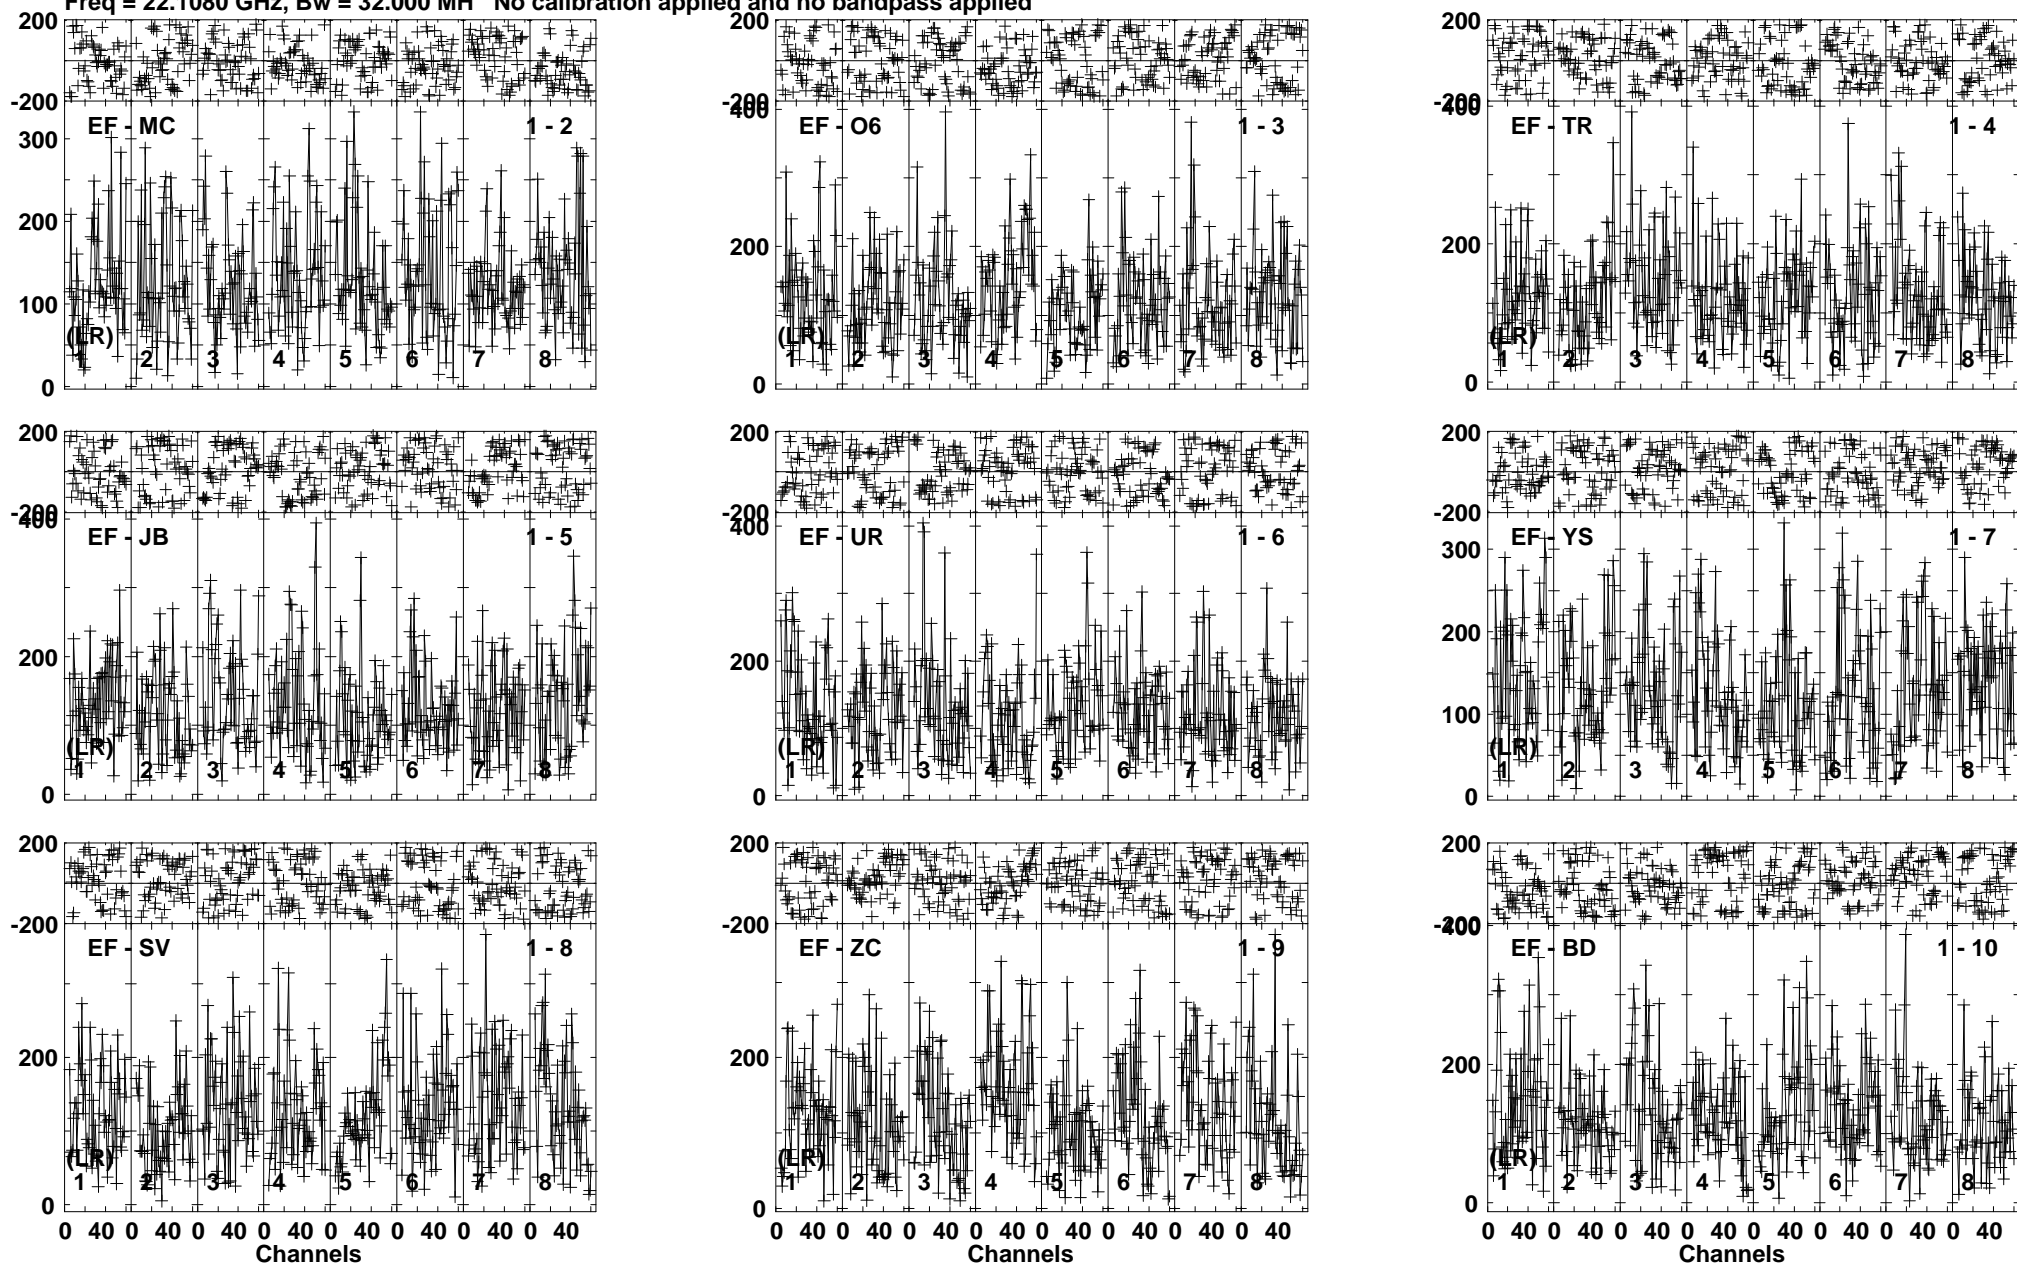 Freq = 22.1080 GHz, Bw = 32.000 MH No calibration applied and no bandpass applied
200 200 200
-200 -200 -200
EF - MC 1 - 2 400 EF - O6 1 - 3 400 EF - TR 1 - 4
300
200 200 200
100
(LR) (LR) (LR)
1 2 3 4 5 6 7 8 1 2 3 4 5 6 7 8 1 2 3 4 5 6 7 8
0 0 0
200 200 200
-200 -200 -200
400 EF - JB 1 - 5 400 EF - UR 1 - 6 EF - YS 1 - 7
300
200 200 200
100
(LR) (LR) (LR)
1 2 3 4 5 6 7 8 1 2 3 4 5 6 7 8 1 2 3 4 5 6 7 8
0 0 0
200 200 200
-200 -200 -200
EF - SV 1 - 8 EF - ZC 1 - 9 400 EF - BD 1 - 10
200 200 200
(LR) (LR) (LR)
1 2 3 4 5 6 7 8 1 2 3 4 5 6 7 8 1 2 3 4 5 6 7 8
0 0 0
0 40 0 40 0 40 0 40 0 40 0 40 0 40 0 40 0 40 0 40 0 40 0 40 0 40 0 40 0 40 0 40 0 40 0 40 0 40 0 40 0 40 0 40 0 40 0 40
Channels Channels Channels